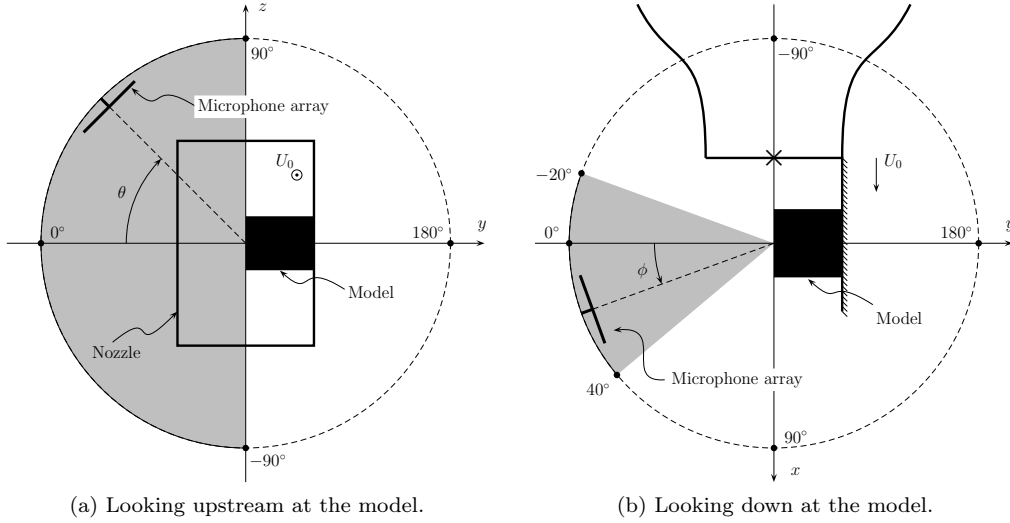 z
90°
Microphone array
U₀
θ
0°
180°
y
Model
Nozzle
−90°
(a) Looking upstream at the model.
−90°
U₀
−20°
0°
180°
y
ϕ
Model
Microphone array
40°
90°
x
(b) Looking down at the model.